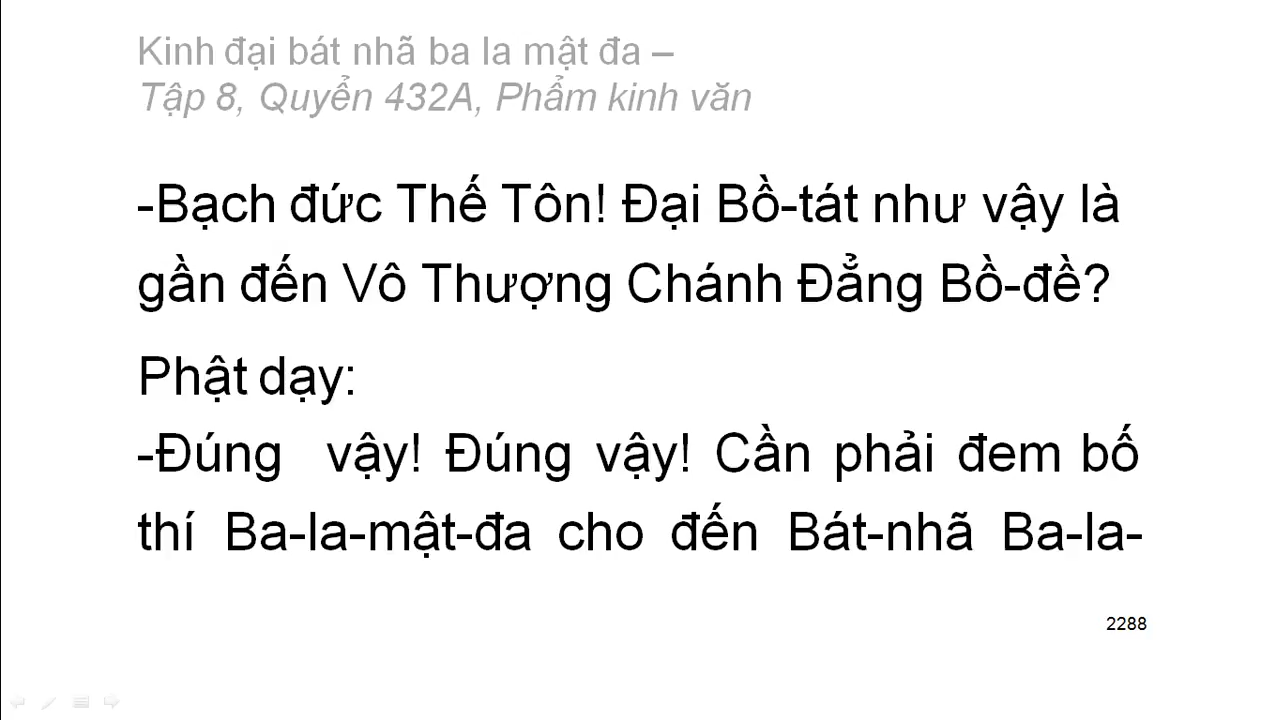 Kinh đại bát nhã ba la mật đa –
Tập 8, Quyển 432A, Phẩm kinh văn
-Bạch đức Thế Tôn! Đại Bồ-tát như vậy là
gần đến Vô Thượng Chánh Đẳng Bồ-đề?
Phật dạy:
-Đúng vậy! Đúng vậy! Cần phải đem bố
thí Ba-la-mật-đa cho đến Bát-nhã Ba-la-
2288